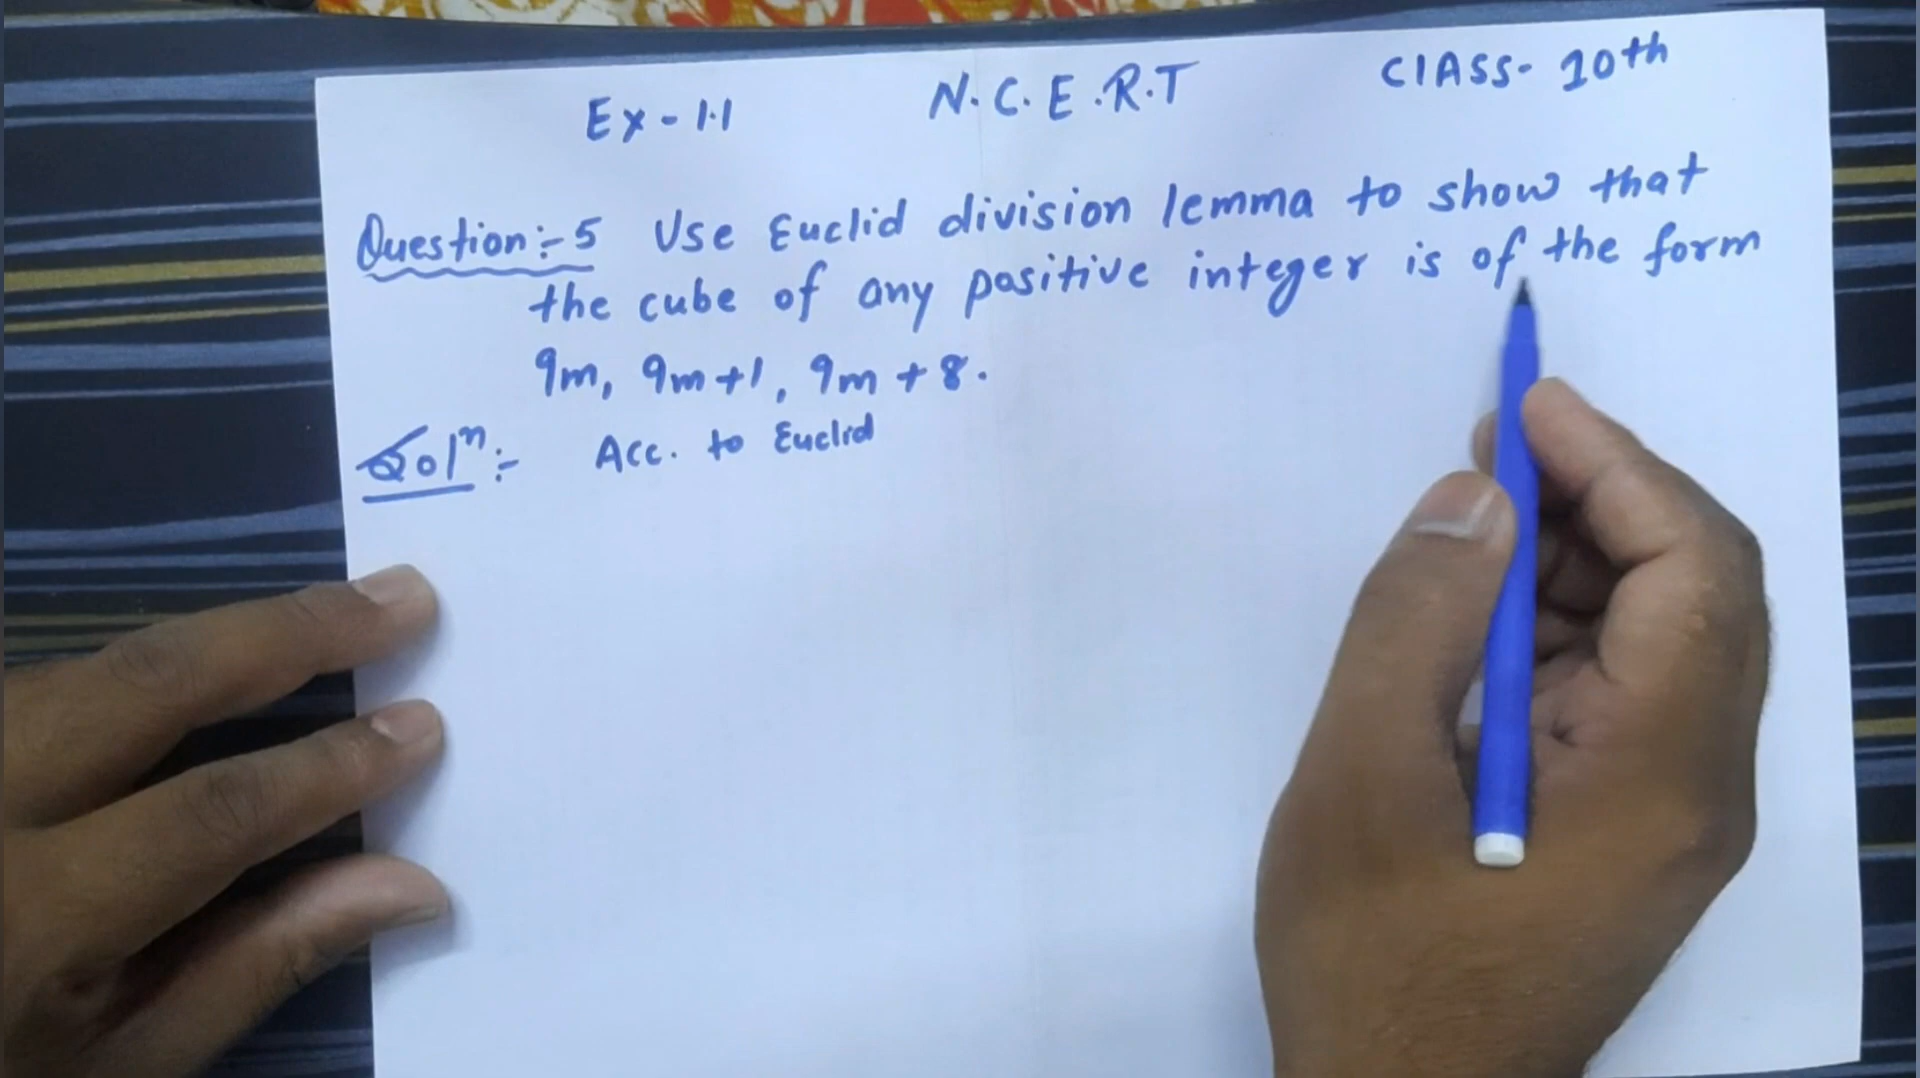 Ex-1.1 N.C.E.R.T CLASS- 10th
Question:-5 Use Euclid division lemma to show that
the cube of any positive integer is of the form
9m, 9m+1, 9m+8.
Solⁿ:- Acc. to Euclid